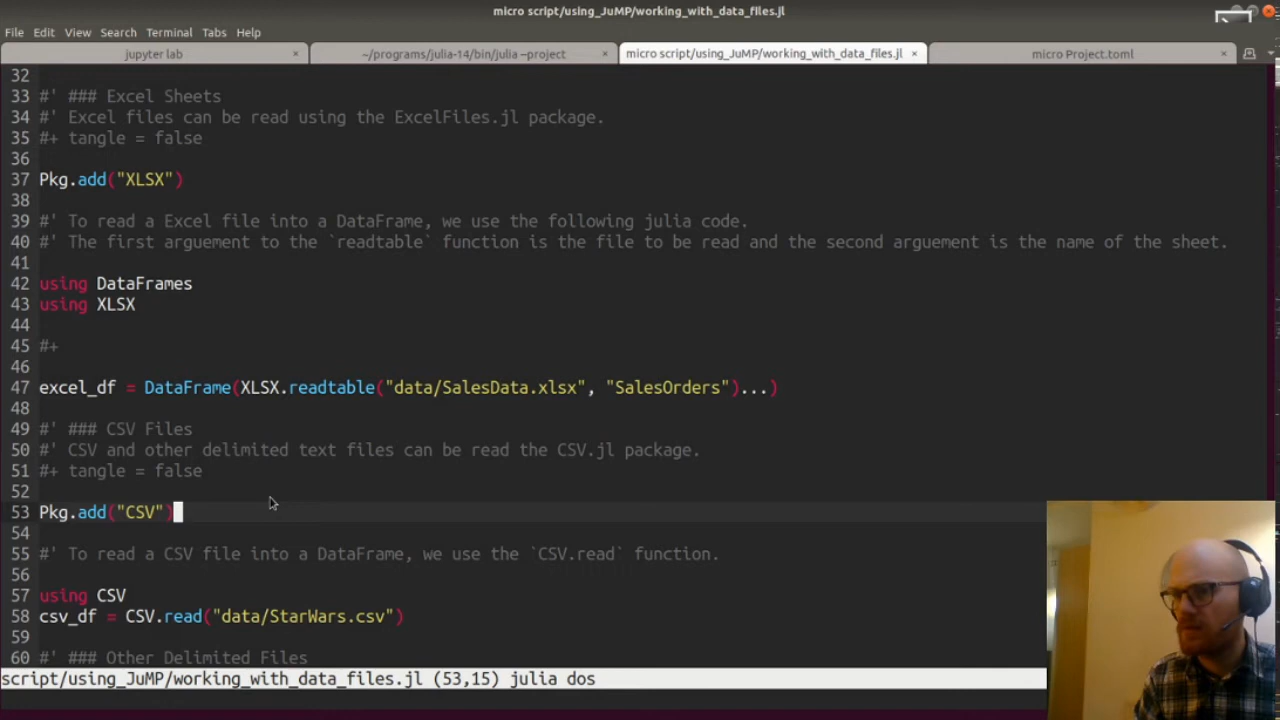 micro script/using_JuMP/working_with_data_files.jl
File Edit View Search Terminal Tabs Help
jupyter lab × ~/programs/julia-14/bin/julia --project × micro script/using_JuMP/working_with_data_files.jl × micro Project.toml ×
32
33 #' ### Excel Sheets
34 #' Excel files can be read using the ExcelFiles.jl package.
35 #+ tangle = false
36
37 Pkg.add("XLSX")
38
39 #' To read a Excel file into a DataFrame, we use the following julia code.
40 #' The first arguement to the `readtable` function is the file to be read and the second arguement is the name of the sheet.
41
42 using DataFrames
43 using XLSX
44
45 #+
46
47 excel_df = DataFrame(XLSX.readtable("data/SalesData.xlsx", "SalesOrders")...)
48
49 #' ### CSV Files
50 #' CSV and other delimited text files can be read the CSV.jl package.
51 #+ tangle = false
52
53 Pkg.add("CSV")
54
55 #' To read a CSV file into a DataFrame, we use the `CSV.read` function.
56
57 using CSV
58 csv_df = CSV.read("data/StarWars.csv")
59
60 #' ### Other Delimited Files
script/using_JuMP/working_with_data_files.jl (53,15) julia dos